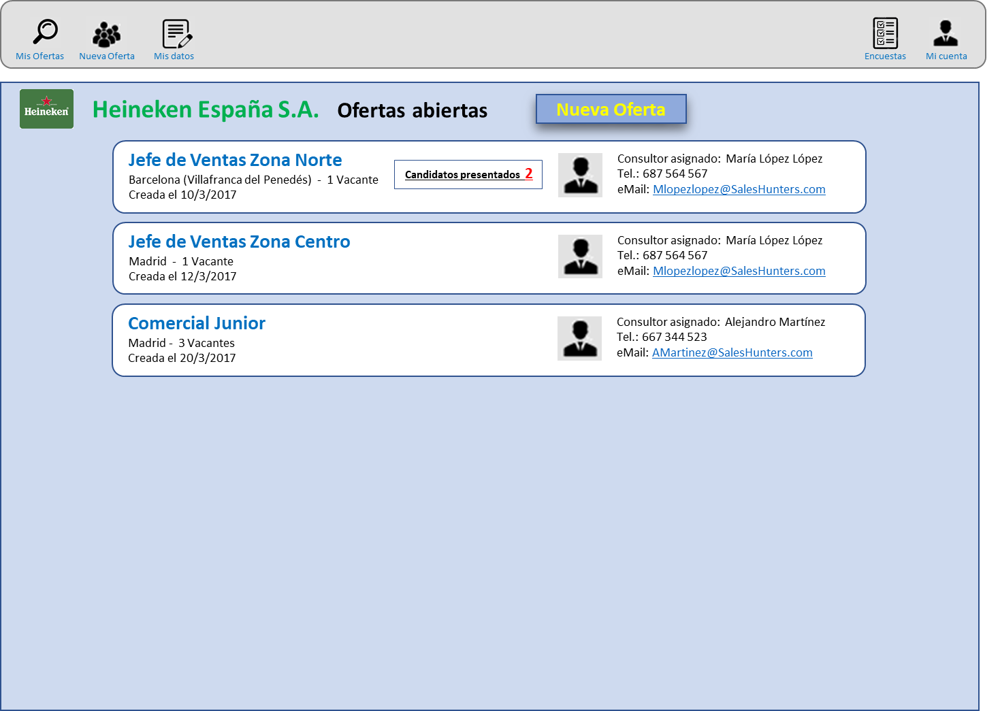 Mis Ofertas
Nueva Oferta
Mis datos
Encuestas
Mi cuenta
Heineken
Heineken España S.A.
Ofertas abiertas
Nueva Oferta
Jefe de Ventas Zona Norte
Barcelona (Villafranca del Penedés) - 1 Vacante
Creada el 10/3/2017
Candidatos presentados 2
Consultor asignado: María López López
Tel.: 687 564 567
eMail: Mlopezlopez@SalesHunters.com
Jefe de Ventas Zona Centro
Madrid - 1 Vacante
Creada el 12/3/2017
Consultor asignado: María López López
Tel.: 687 564 567
eMail: Mlopezlopez@SalesHunters.com
Comercial Junior
Madrid - 3 Vacantes
Creada el 20/3/2017
Consultor asignado: Alejandro Martínez
Tel.: 667 344 523
eMail: AMartinez@SalesHunters.com